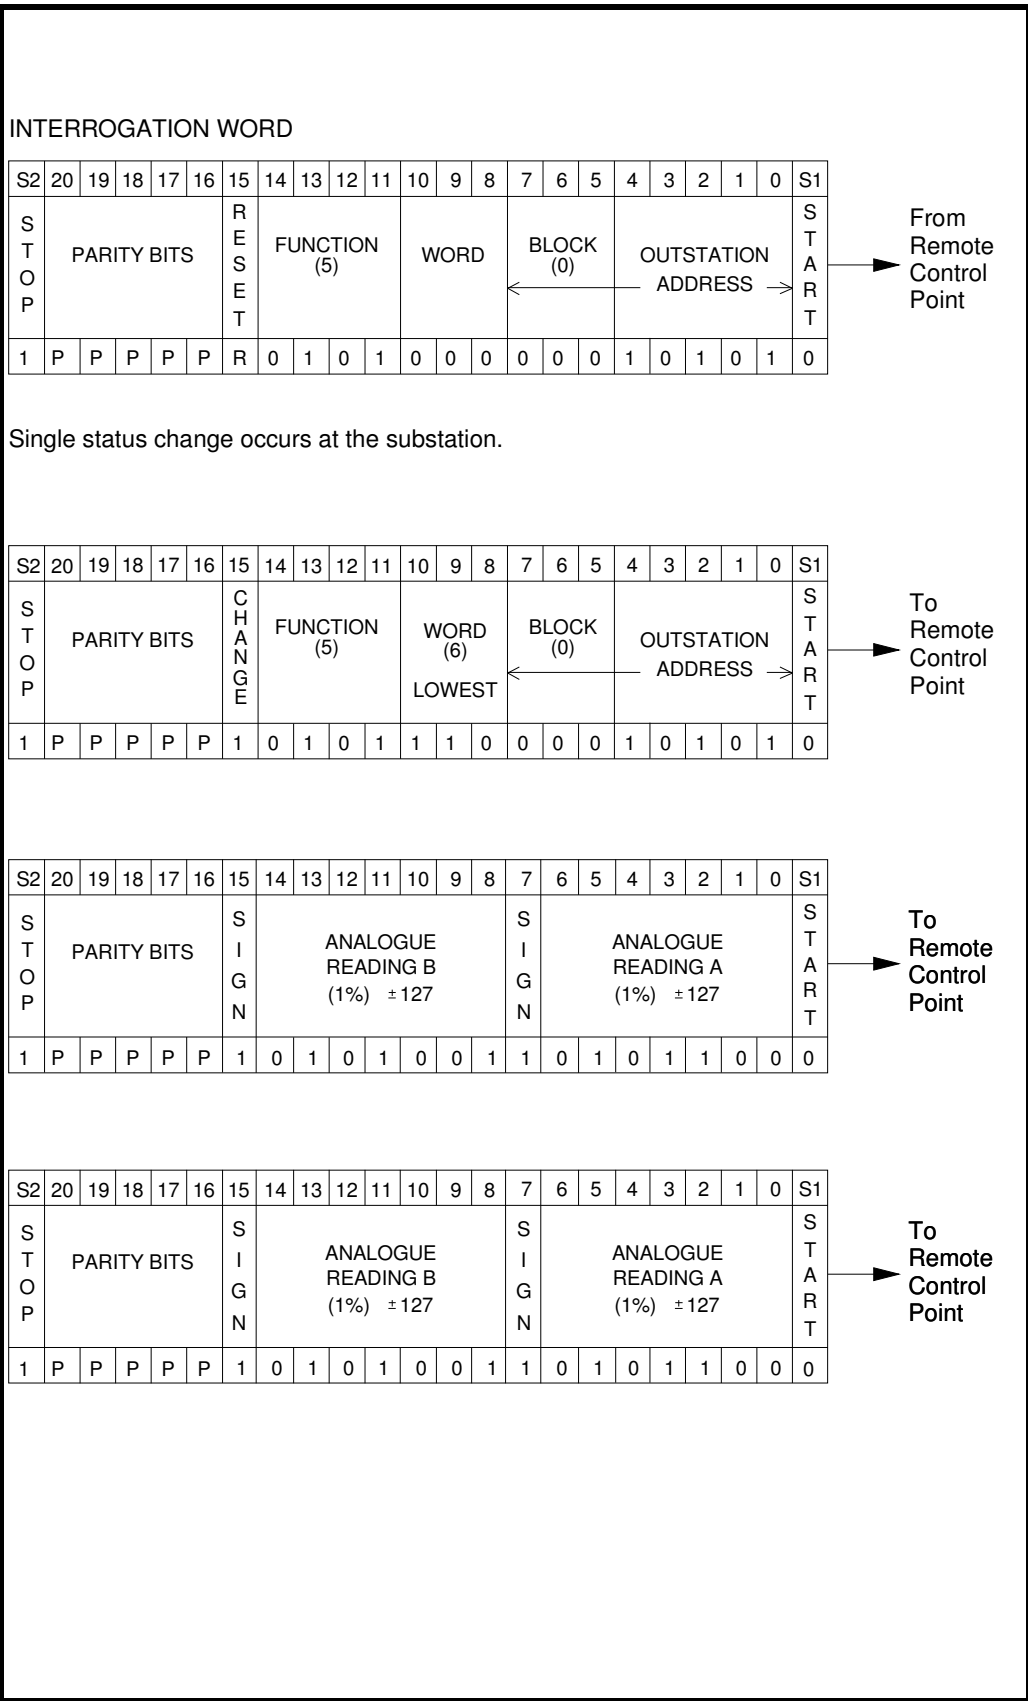 INTERROGATION WORD
S2 20 19 18 17 16 15 14 13 12 11 10 9 8 7 6 5 4 3 2 1 0 S1
STOP PARITY BITS RESET FUNCTION (5) WORD BLOCK (0) OUTSTATION ADDRESS START
From
Remote
Control
Point
1 P P P P P R 0 1 0 1 0 0 0 0 0 0 1 0 1 0 1 0
Single status change occurs at the substation.
S2 20 19 18 17 16 15 14 13 12 11 10 9 8 7 6 5 4 3 2 1 0 S1
STOP PARITY BITS CHANGE FUNCTION (5) WORD (6) LOWEST BLOCK (0) OUTSTATION ADDRESS START
To
Remote
Control
Point
1 P P P P P 1 0 1 0 1 1 1 0 0 0 0 1 0 1 0 1 0
S2 20 19 18 17 16 15 14 13 12 11 10 9 8 7 6 5 4 3 2 1 0 S1
STOP PARITY BITS SIGN ANALOGUE READING B (1%) ±127 SIGN ANALOGUE READING A (1%) ±127 START
To
Remote
Control
Point
1 P P P P P 1 0 1 0 1 0 0 1 1 0 1 0 1 1 0 0 0
S2 20 19 18 17 16 15 14 13 12 11 10 9 8 7 6 5 4 3 2 1 0 S1
STOP PARITY BITS SIGN ANALOGUE READING B (1%) ±127 SIGN ANALOGUE READING A (1%) ±127 START
To
Remote
Control
Point
1 P P P P P 1 0 1 0 1 0 0 1 1 0 1 0 1 1 0 0 0